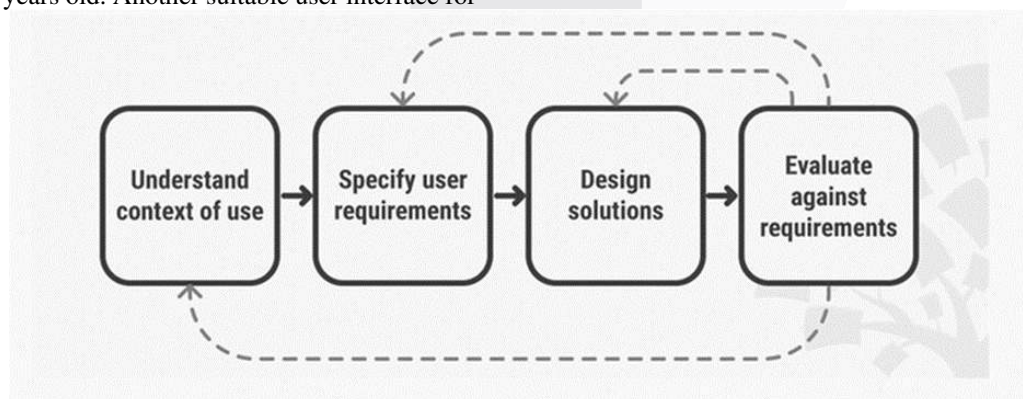 years old. Another suitable user interface for
Understand
context of use
Specify user
requirements
Design
solutions
Evaluate
against
requirements